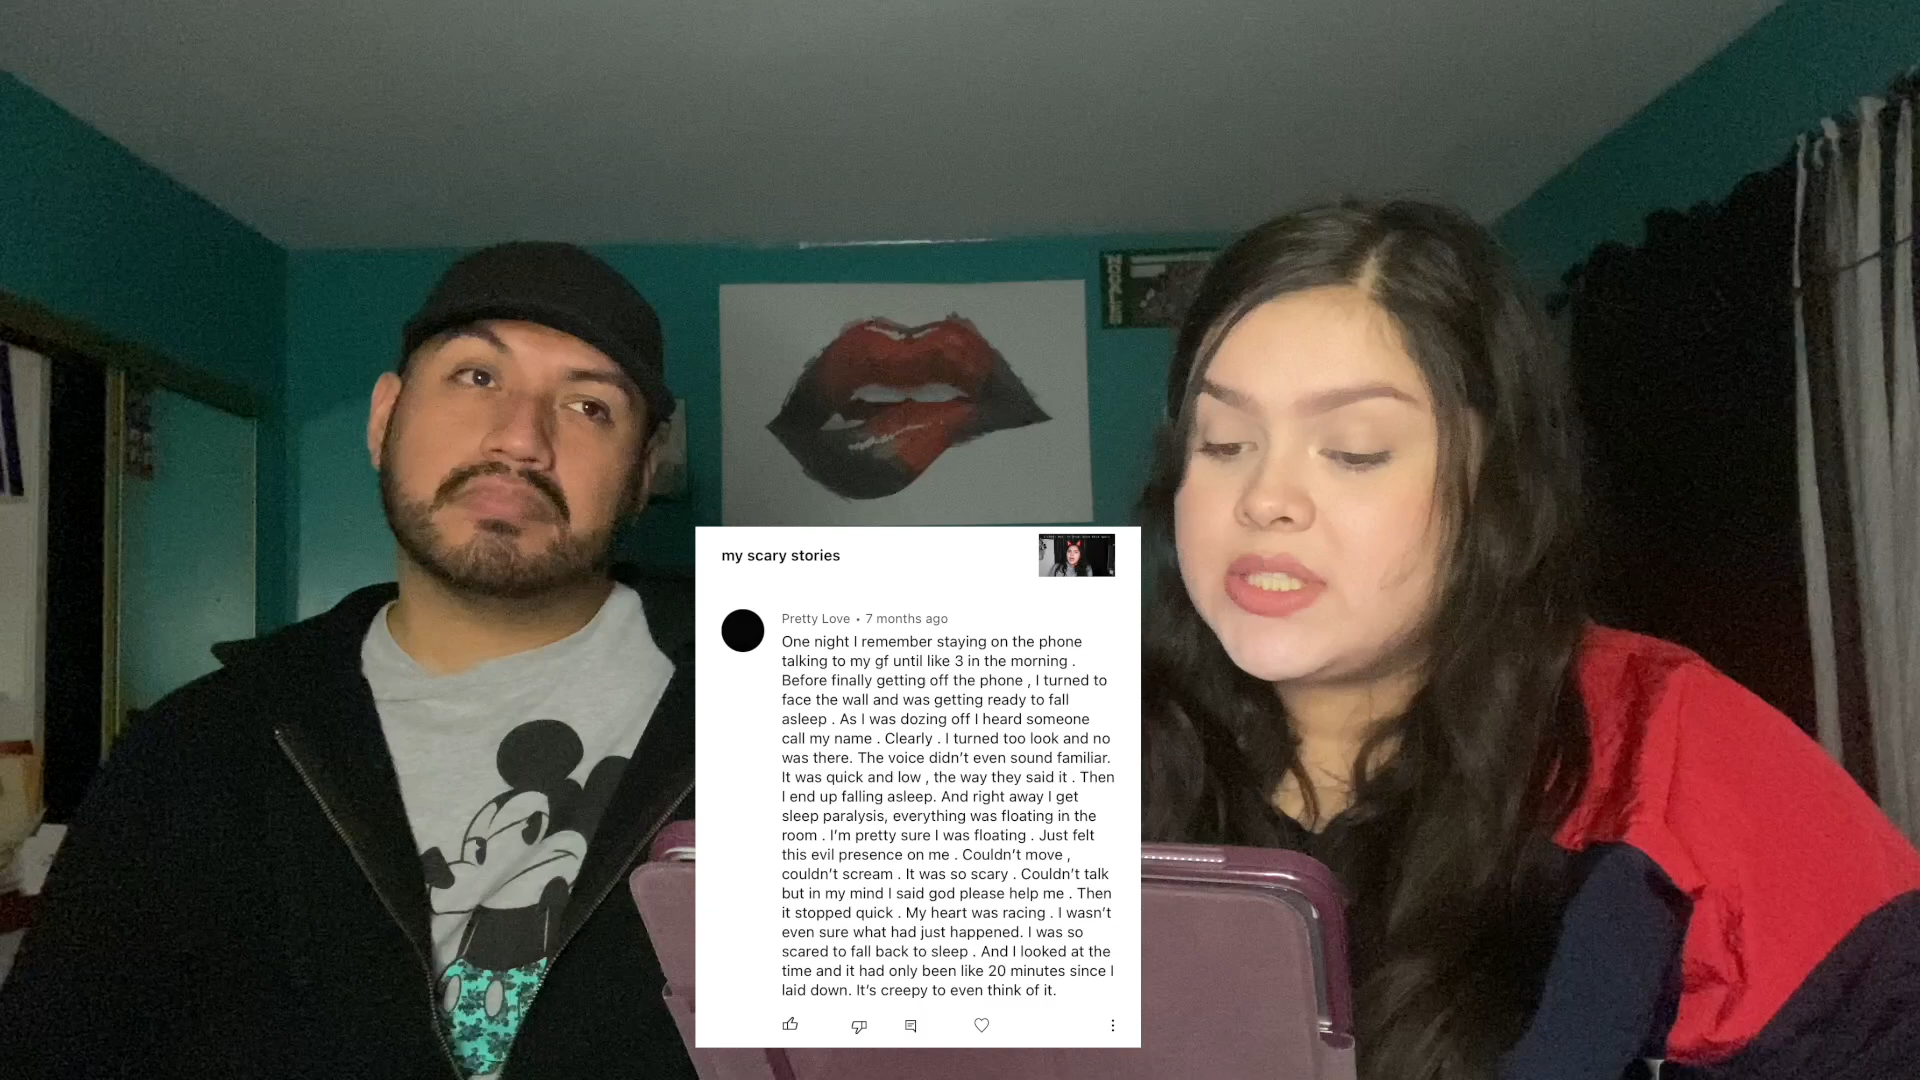 my scary stories
Pretty Love • 7 months ago
One night I remember staying on the phone
talking to my gf until like 3 in the morning .
Before finally getting off the phone , I turned to
face the wall and was getting ready to fall
asleep . As I was dozing off I heard someone
call my name . Clearly . I turned too look and no
was there. The voice didn’t even sound familiar.
It was quick and low , the way they said it . Then
I end up falling asleep. And right away I get
sleep paralysis, everything was floating in the
room . I’m pretty sure I was floating . Just felt
this evil presence on me . Couldn’t move ,
couldn’t scream . It was so scary . Couldn’t talk
but in my mind I said god please help me . Then
it stopped quick . My heart was racing . I wasn’t
even sure what had just happened. I was so
scared to fall back to sleep . And I looked at the
time and it had only been like 20 minutes since I
laid down. It’s creepy to even think of it.